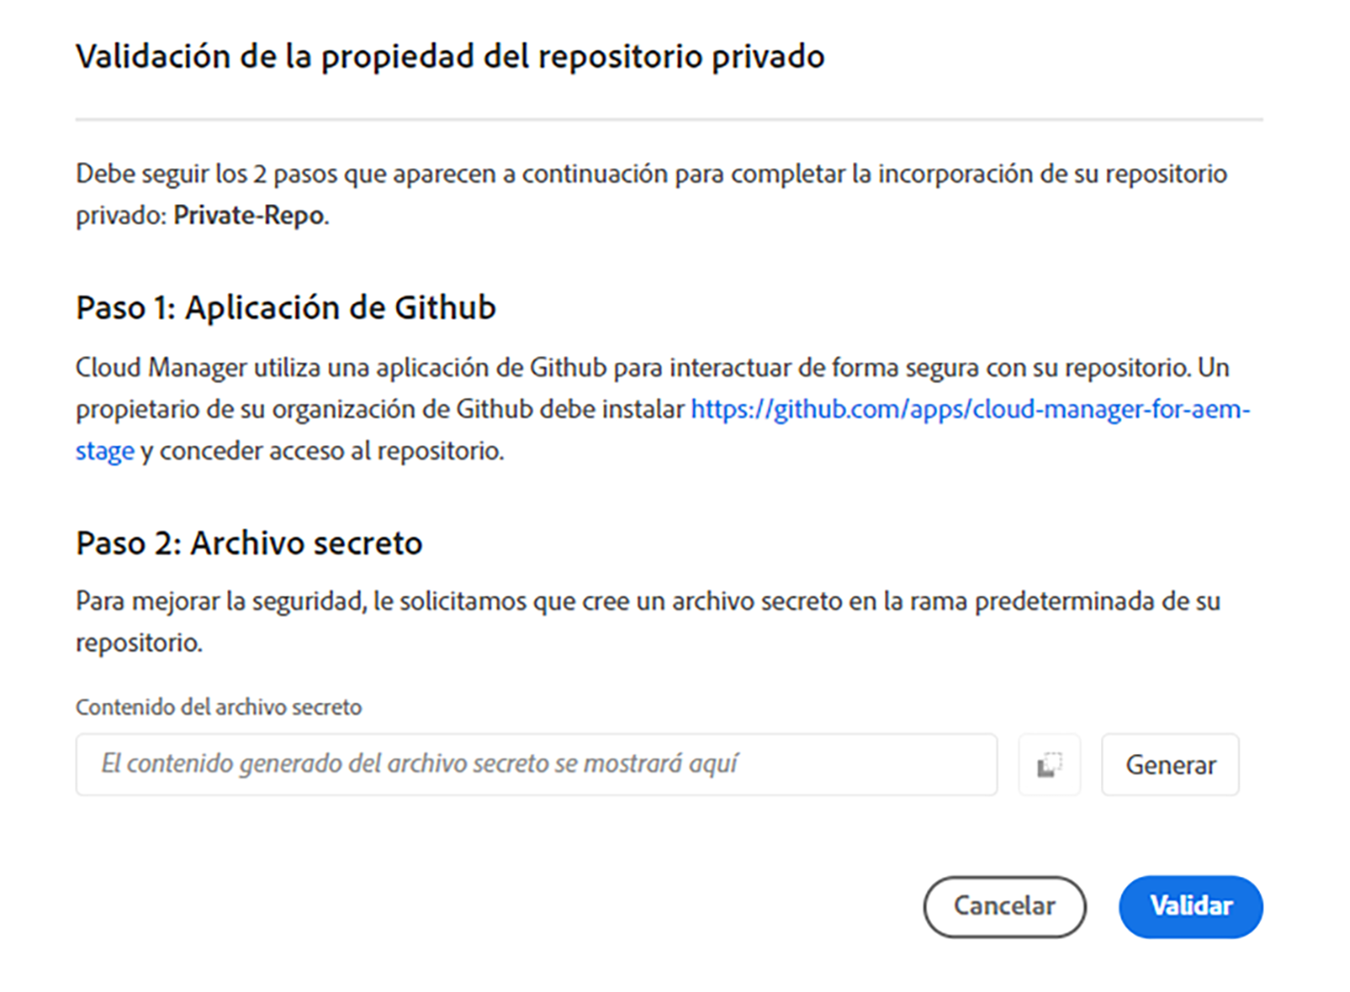 Validación de la propiedad del repositorio privado
Debe seguir los 2 pasos que aparecen a continuación para completar la incorporación de su repositorio
privado: Private-Repo.
Paso 1: Aplicación de Github
Cloud Manager utiliza una aplicación de Github para interactuar de forma segura con su repositorio. Un
propietario de su organización de Github debe instalar https://github.com/apps/cloud-manager-for-aem-
stage y conceder acceso al repositorio.
Paso 2: Archivo secreto
Para mejorar la seguridad, le solicitamos que cree un archivo secreto en la rama predeterminada de su
repositorio.
Contenido del archivo secreto
El contenido generado del archivo secreto se mostrará aquí
Generar
Cancelar
Validar